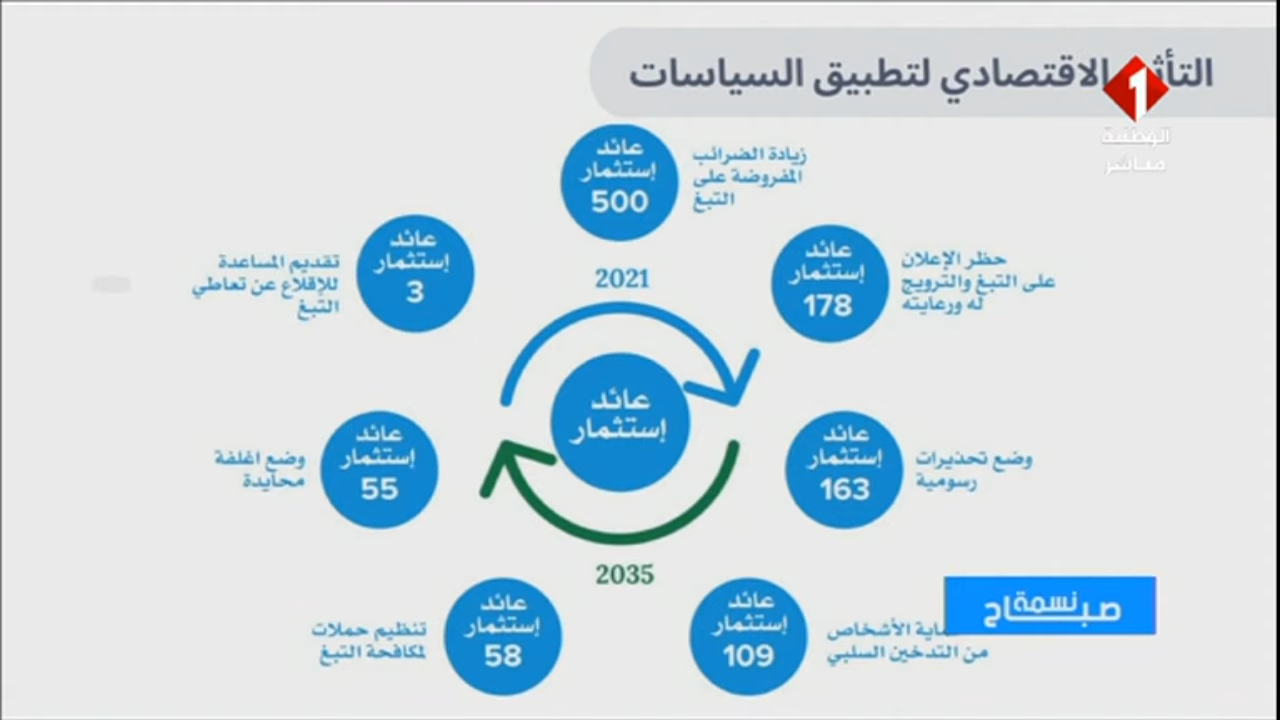 الاقتصادي لتطبيق السياسات
1
الوطنية
مباشر
عائد
إستثمار
500
زيادة الضرائب
المفروضة على
التبغ
عائد
إستثمار
178
حظر الإعلان
على التبغ والترويج
له ورعايته
عائد
إستثمار
163
وضع تحذيرات
رسومية
عائد
إستثمار
109
الأشخاص
من التدخين السلبي
عائد
إستثمار
58
تنظيم حملات
لمكافحة التبغ
عائد
إستثمار
55
وضع اغلفة
محايدة
عائد
إستثمار
3
تقديم المساعدة
للإقلاع عن تعاطي
التبغ
2021
عائد
إستثمار
2035
نسمة
صباح